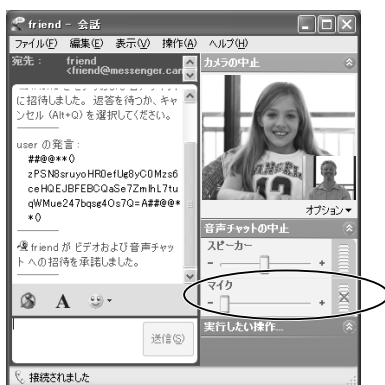 friend - 会話
ファイル(F) 編集(E) 表示(V) 操作(A) ヘルプ(H)
宛先: friend
<friend@messenger.car
に招待しました。返答を待つか、キャ
ンセル (Alt+Q) を選択してください。
user の発言:
##@@**()
zPSN8sruyoHR0efUg8yC0Mzs6
ceHQEJBFEBCQaSe7ZmlhL7tu
qWMue247bqsg4Os7Q=A##@@*
*()
friend が ビデオおよび音声チャッ
ト への招待を承諾しました。
A
送信(S)
接続されました
カメラの中止
オプション
音声チャットの中止
スピーカー
- +
マイク
- +
実行したい操作...